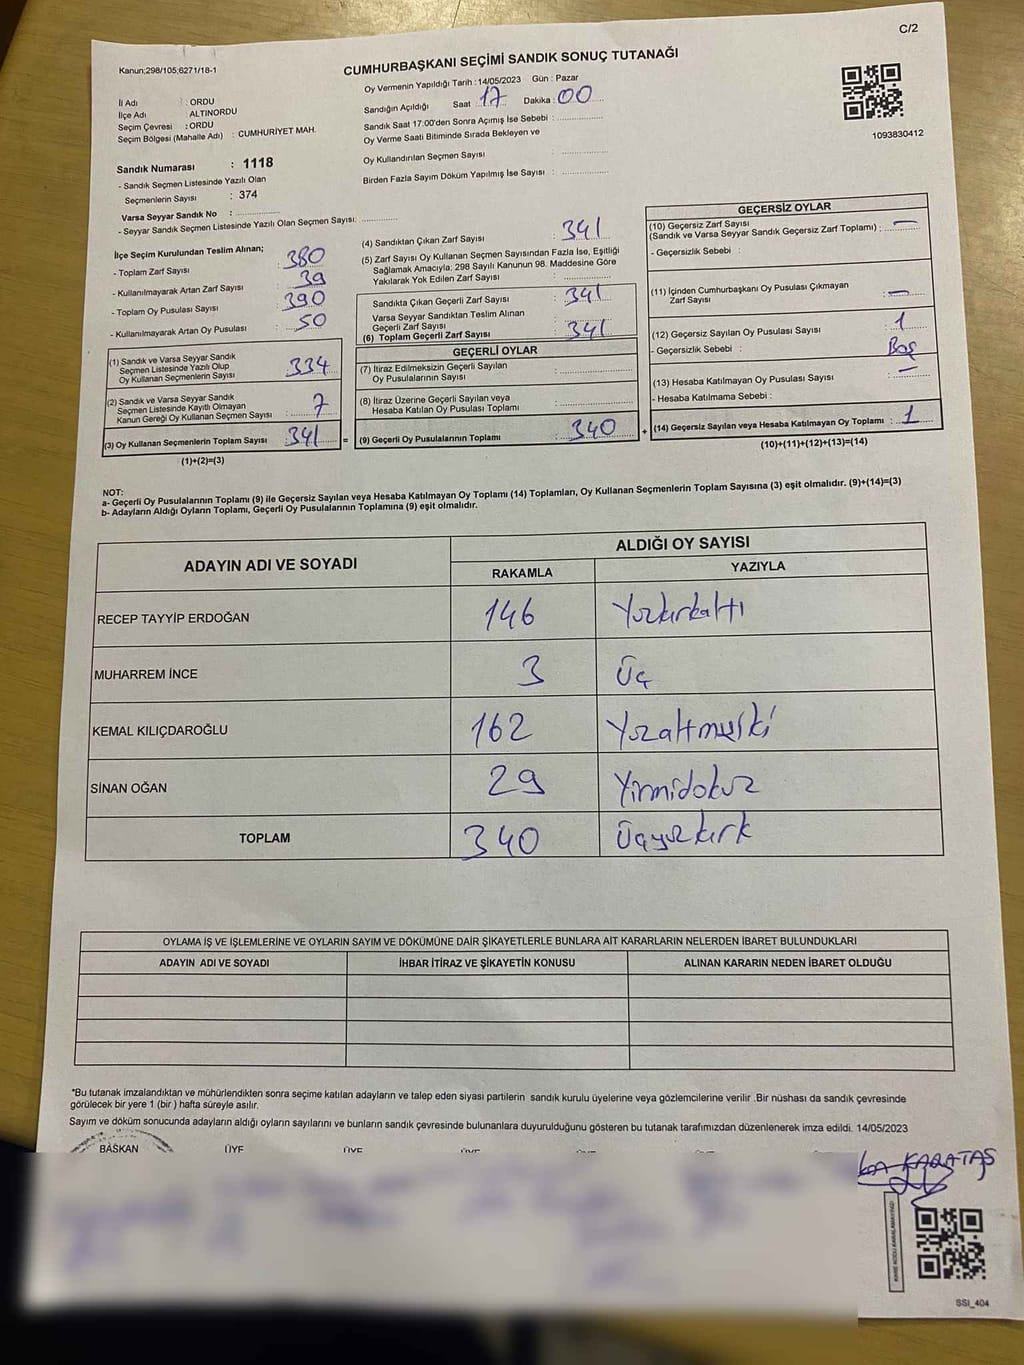 C/2
Kanun:298/105;6271/18-1
CUMHURBAŞKANI SEÇİMİ SANDIK SONUÇ TUTANAĞI
Oy Vermenin Yapıldığı Tarih : 14/05/2023 Gün : Pazar
İl Adı : ORDU
İlçe Adı : ALTINORDU
Seçim Çevresi : ORDU
Seçim Bölgesi (Mahalle Adı) : CUMHURİYET MAH.
Sandığın Açıldığı Saat 17 Dakika : 00
Sandık Saat 17:00'den Sonra Açımış İse Sebebi :
Oy Verme Saati Bitiminde Sırada Bekleyen ve
Oy Kullandırılan Seçmen Sayısı :
Birden Fazla Sayım Döküm Yapılmış İse Sayısı :
1093830412
Sandık Numarası : 1118
- Sandık Seçmen Listesinde Yazılı Olan
Seçmenlerin Sayısı : 374
Varsa Seyyar Sandık No :
- Seyyar Sandık Seçmen Listesinde Yazılı Olan Seçmen Sayısı:
İlçe Seçim Kurulundan Teslim Alınan;
- Toplam Zarf Sayısı : 380
- Kullanılmayarak Artan Zarf Sayısı : 39
- Toplam Oy Pusulası Sayısı : 390
- Kullanılmayarak Artan Oy Pusulası : 50
(1) Sandık ve Varsa Seyyar Sandık
Seçmen Listesinde Yazılı Olup
Oy Kullanan Seçmenlerin Sayısı : 334
(2) Sandık ve Varsa Seyyar Sandık
Seçmen Listesinde Kayıtlı Olmayan
Kanun Gereği Oy Kullanan Seçmen Sayısı : 7
(3) Oy Kullanan Seçmenlerin Toplam Sayısı : 341 =
(1)+(2)=(3)
(4) Sandıktan Çıkan Zarf Sayısı : 341
(5) Zarf Sayısı Oy Kullanan Seçmen Sayısından Fazla İse, Eşitliği
Sağlamak Amacıyla; 298 Sayılı Kanunun 98. Maddesine Göre
Yakılarak Yok Edilen Zarf Sayısı :
Sandıkta Çıkan Geçerli Zarf Sayısı : 341
Varsa Seyyar Sandıktan Teslim Alınan
Geçerli Zarf Sayısı
(6) Toplam Geçerli Zarf Sayısı : 341
GEÇERLİ OYLAR
(7) İtiraz Edilmeksizin Geçerli Sayılan
Oy Pusulalarının Sayısı :
(8) İtiraz Üzerine Geçerli Sayılan veya
Hesaba Katılan Oy Pusulası Toplamı :
(9) Geçerli Oy Pusulalarının Toplamı : 340 +
GEÇERSİZ OYLAR
(10) Geçersiz Zarf Sayısı
(Sandık ve Varsa Seyyar Sandık Geçersiz Zarf Toplamı) : —
- Geçersizlik Sebebi :
(11) İçinden Cumhurbaşkanı Oy Pusulası Çıkmayan
Zarf Sayısı : —
(12) Geçersiz Sayılan Oy Pusulası Sayısı : 1
- Geçersizlik Sebebi : Boş
(13) Hesaba Katılmayan Oy Pusulası Sayısı : —
- Hesaba Katılmama Sebebi :
(14) Geçersiz Sayılan veya Hesaba Katılmayan Oy Toplamı : 1
(10)+(11)+(12)+(13)=(14)
NOT:
a- Geçerli Oy Pusulalarının Toplamı (9) ile Geçersiz Sayılan veya Hesaba Katılmayan Oy Toplamı (14) Toplamları, Oy Kullanan Seçmenlerin Toplam Sayısına (3) eşit olmalıdır. (9)+(14)=(3)
b- Adayların Aldığı Oyların Toplamı, Geçerli Oy Pusulalarının Toplamına (9) eşit olmalıdır.
ADAYIN ADI VE SOYADI ALDIĞI OY SAYISI
RAKAMLA YAZIYLA
RECEP TAYYİP ERDOĞAN 146 Yüzkırkaltı
MUHARREM İNCE 3 Üç
KEMAL KILIÇDAROĞLU 162 Yüzaltmışiki
SİNAN OĞAN 29 Yirmidokuz
TOPLAM 340 Üçyüzkırk
OYLAMA İŞ VE İŞLEMLERİNE VE OYLARIN SAYIM VE DÖKÜMÜNE DAİR ŞİKAYETLERLE BUNLARA AİT KARARLARIN NELERDEN İBARET BULUNDUKLARI
ADAYIN ADI VE SOYADI İHBAR İTİRAZ VE ŞİKAYETİN KONUSU ALINAN KARARIN NEDEN İBARET OLDUĞU
*Bu tutanak imzalandıktan ve mühürlendikten sonra seçime katılan adayların ve talep eden siyasi partilerin sandık kurulu üyelerine veya gözlemcilerine verilir .Bir nüshası da sandık çevresinde
görülecek bir yere 1 (bir ) hafta süreyle asılır.
Sayım ve döküm sonucunda adayların aldığı oyların sayılarını ve bunların sandık çevresinde bulunanlara duyurulduğunu gösteren bu tutanak tarafımızdan düzenlenerek imza edildi. 14/05/2023
BAŞKAN ÜYE ÜYE ÜYE
KARATAŞ
KARE KODU KARALAMAYINIZ!
SSI_404